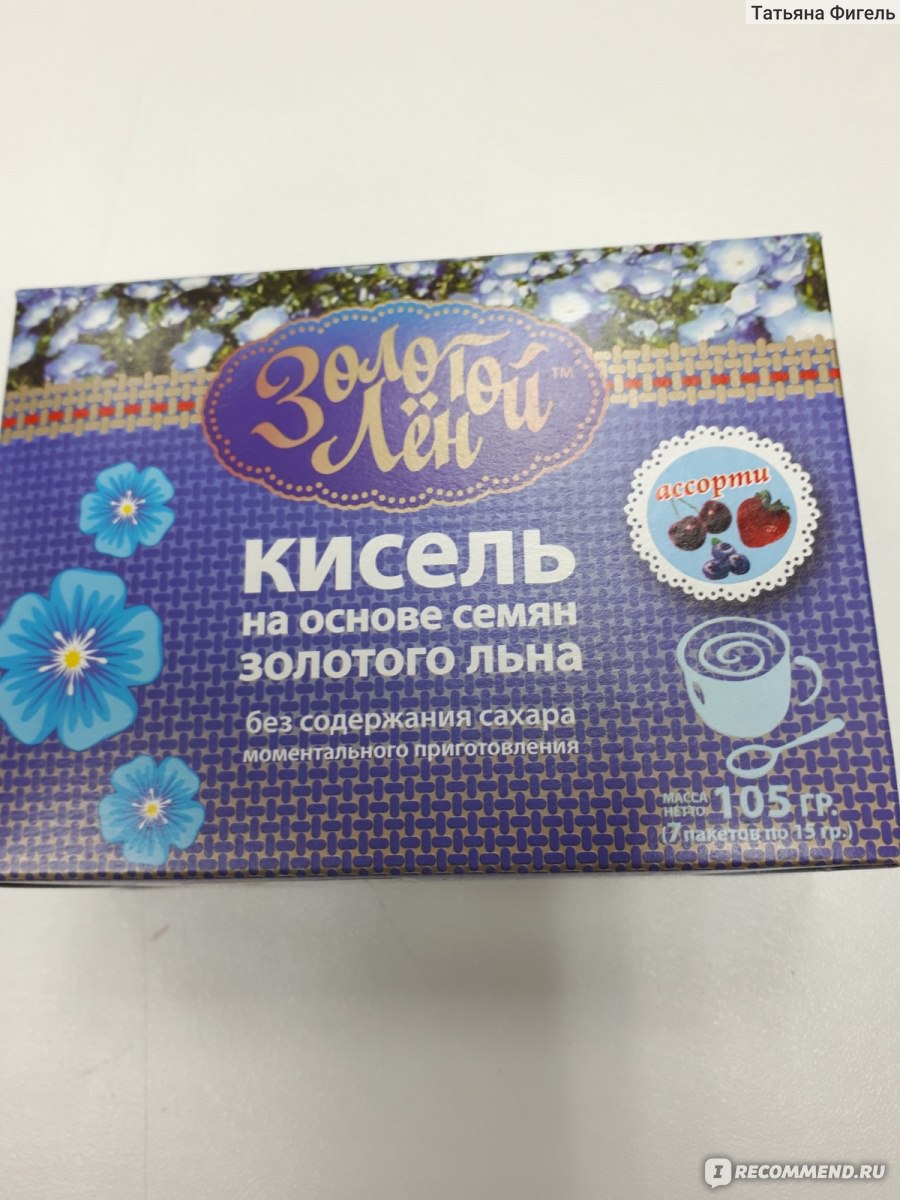 Татьяна Фигель
Золотой ™
Лён
ассорти
кисель
на основе семян
золотого льна
без содержания сахара
моментального приготовления
МАССА
НЕТТО:
105 ГР.
(7 пакетов по 15 гр.)
I RECOMMEND.RU